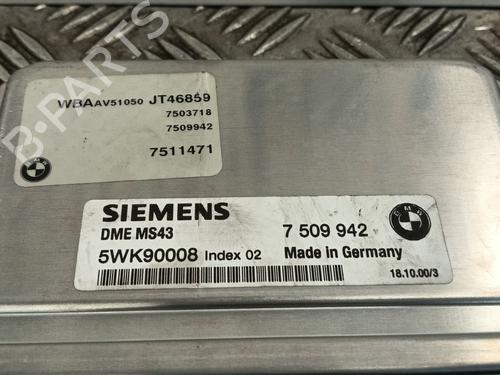 WBAAV51050 JT46859
7503718
7509942
7511471
B-PARTS
SIEMENS
DME MS43
7 509 942
BMW
5WK90008 Index 02
Made in Germany
18.10.00/3